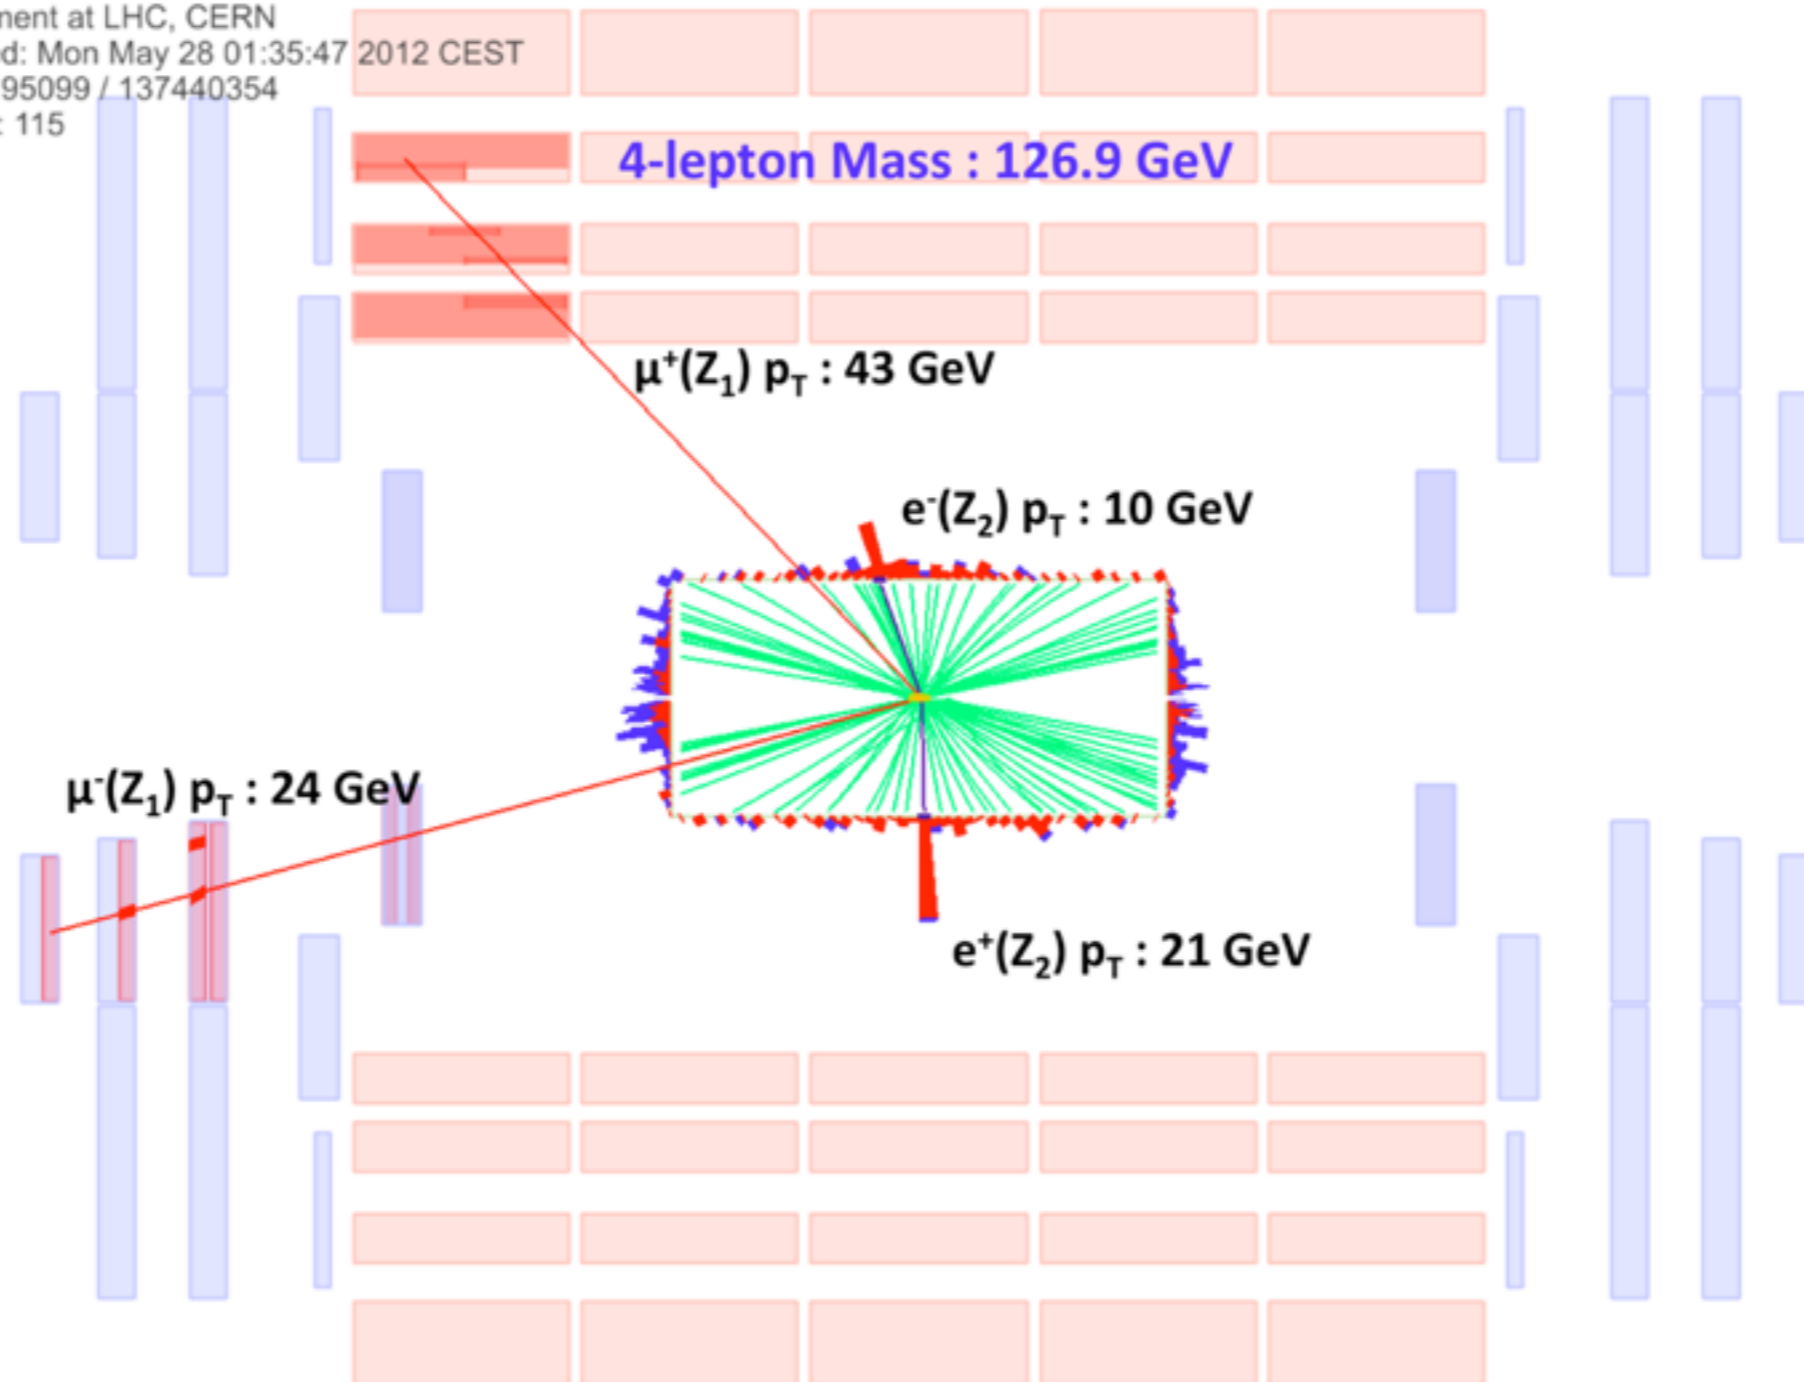 ment at LHC, CERN
d: Mon May 28 01:35:47 2012 CEST
95099 / 137440354
: 115
4-lepton Mass : 126.9 GeV
μ⁺(Z₁) p_T : 43 GeV
e⁻(Z₂) p_T : 10 GeV
μ⁻(Z₁) p_T : 24 GeV
e⁺(Z₂) p_T : 21 GeV